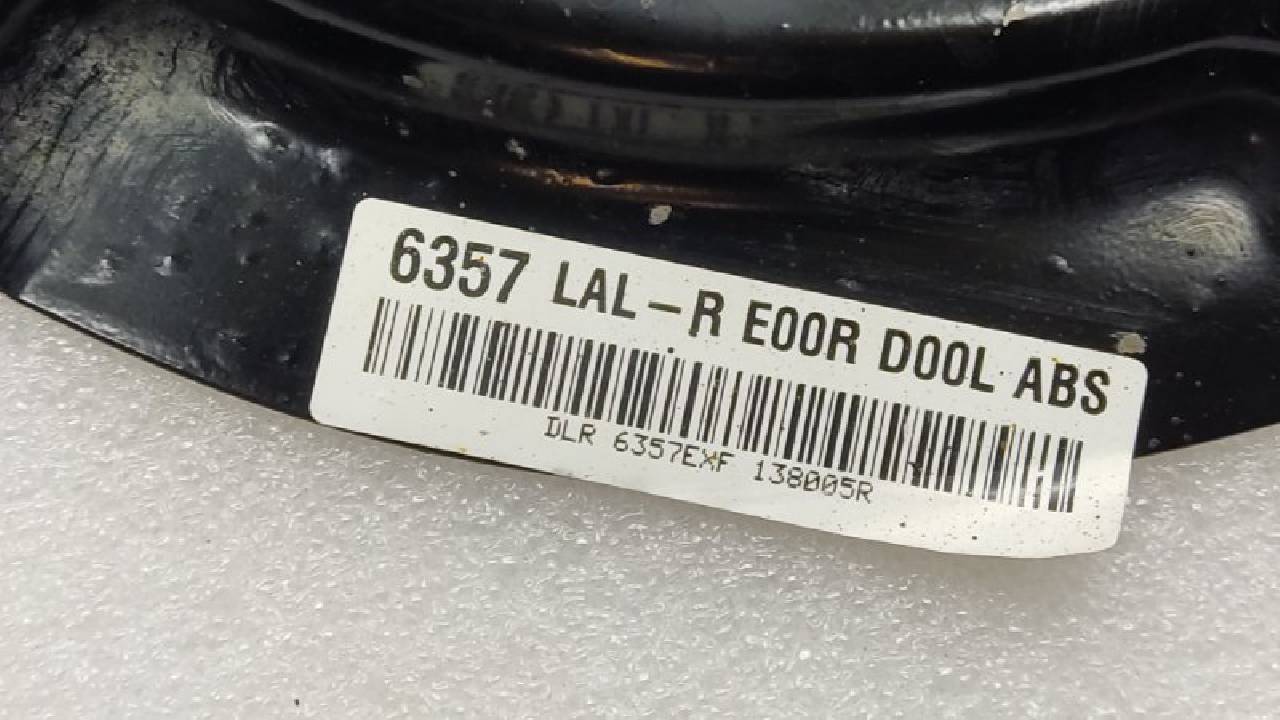 6357 LAL-R E00R D00L ABS
DLR 6357EXF 138005R